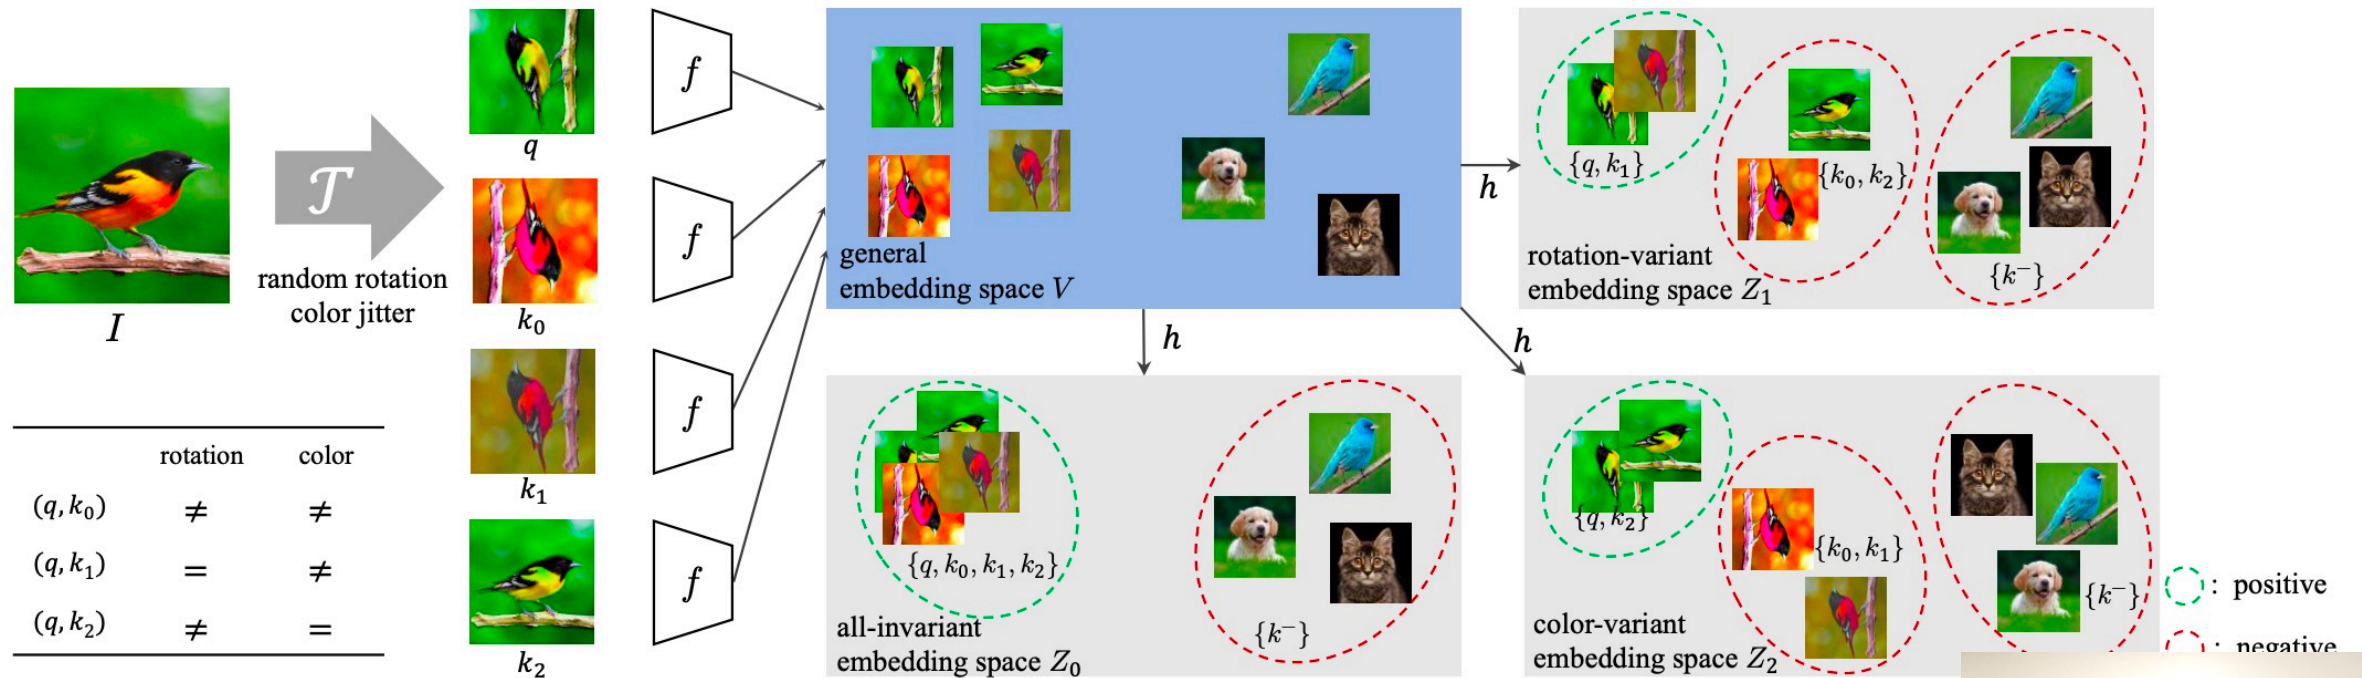 I
𝒯
random rotation
color jitter
q
k₀
k₁
k₂
f
f
f
f
rotation color
(q, k₀) ≠ ≠
(q, k₁) = ≠
(q, k₂) ≠ =
general
embedding space V
h
h
h
{q, k₁}
{k₀, k₂}
{k⁻}
rotation-variant
embedding space Z₁
{q, k₀, k₁, k₂}
{k⁻}
all-invariant
embedding space Z₀
{q, k₂}
{k₀, k₁}
{k⁻}
color-variant
embedding space Z₂
: positive
: negative